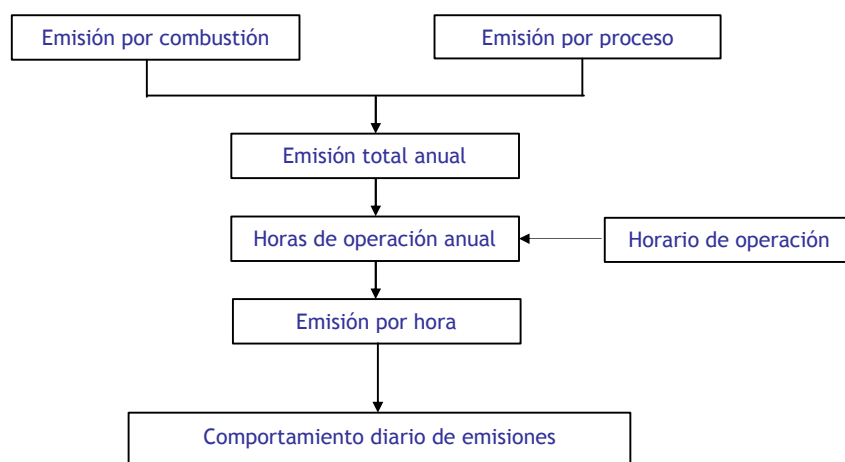 Emisión por combustión
Emisión por proceso
Emisión total anual
Horas de operación anual
Horario de operación
Emisión por hora
Comportamiento diario de emisiones